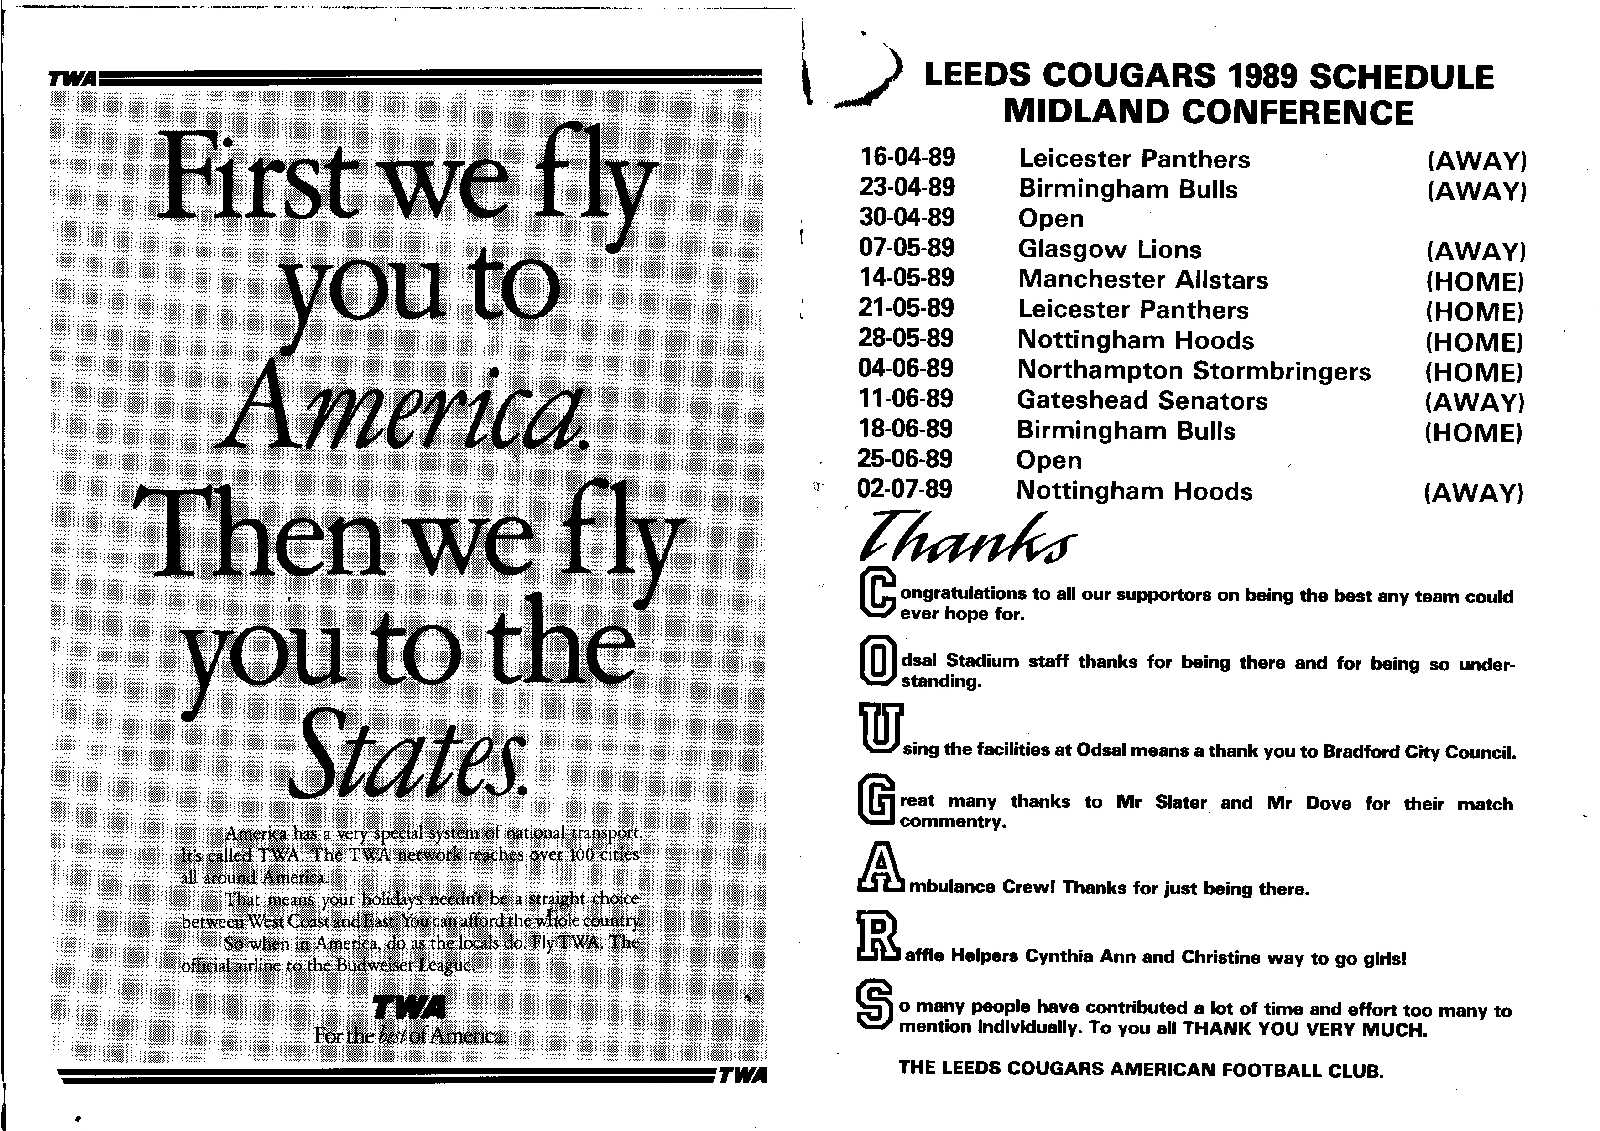 TWA
First we fly
you to
America.
Then we fly
you to the
States.
America has a very special system of national transport.
It's called TWA. The TWA network reaches over 100 cities
all around America.
That means your holidays needn't be a straight choice
between West Coast and East. You can afford the whole country.
So when in America, do as the locals do. Fly TWA. The
official airline to the Budweiser League.
TWA
For the best of America.
TWA
LEEDS COUGARS 1989 SCHEDULE
MIDLAND CONFERENCE
16-04-89 Leicester Panthers (AWAY)
23-04-89 Birmingham Bulls (AWAY)
30-04-89 Open
07-05-89 Glasgow Lions (AWAY)
14-05-89 Manchester Allstars (HOME)
21-05-89 Leicester Panthers (HOME)
28-05-89 Nottingham Hoods (HOME)
04-06-89 Northampton Stormbringers (HOME)
11-06-89 Gateshead Senators (AWAY)
18-06-89 Birmingham Bulls (HOME)
25-06-89 Open
02-07-89 Nottingham Hoods (AWAY)
Thanks
Congratulations to all our supportors on being the best any team could
ever hope for.
Odsal Stadium staff thanks for being there and for being so under-
standing.
Using the facilities at Odsal means a thank you to Bradford City Council.
Great many thanks to Mr Slater and Mr Dove for their match
commentry.
Ambulance Crew! Thanks for just being there.
Raffle Helpers Cynthia Ann and Christine way to go girls!
So many people have contributed a lot of time and effort too many to
mention individually. To you all THANK YOU VERY MUCH.
THE LEEDS COUGARS AMERICAN FOOTBALL CLUB.